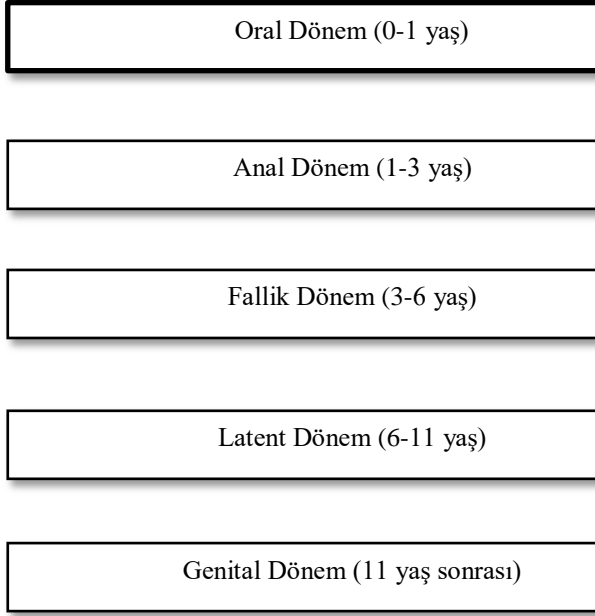 Oral Dönem (0-1 yaş)
Anal Dönem (1-3 yaş)
Fallik Dönem (3-6 yaş)
Latent Dönem (6-11 yaş)
Genital Dönem (11 yaş sonrası)